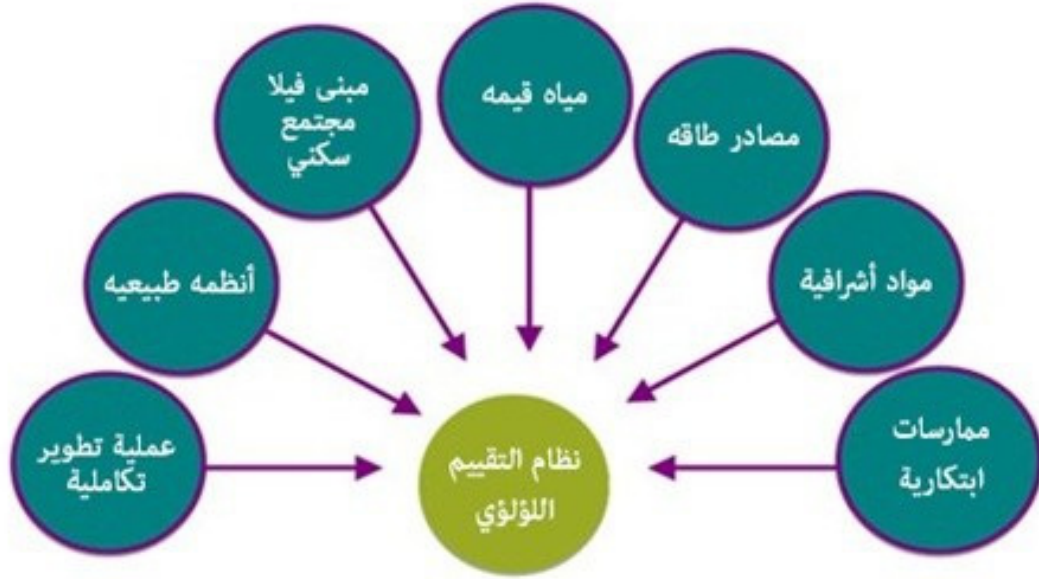 مياه قيمه
مبنى فيلا
مجتمع
سكني
مصادر طاقه
أنظمه طبيعيه
مواد أشرافية
عملية تطوير
تكاملية
نظام التقييم
اللؤلؤي
ممارسات
ابتكارية